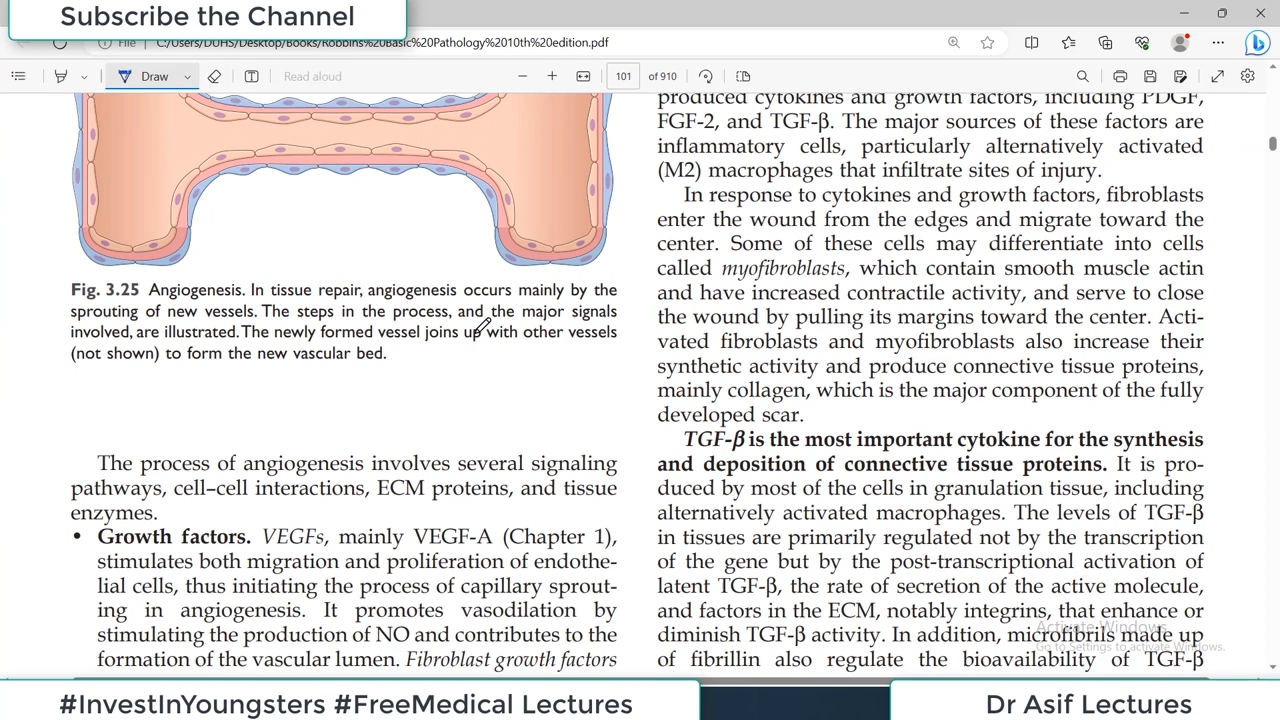 Subscribe the Channel
File
C:/Users/DUHS/Desktop/Books/Robbins%20Basic%20Pathology%2010th%20edition.pdf
Draw
Read aloud
101 of 910
Fig. 3.25 Angiogenesis. In tissue repair, angiogenesis occurs mainly by the
sprouting of new vessels. The steps in the process, and the major signals
involved, are illustrated. The newly formed vessel joins up with other vessels
(not shown) to form the new vascular bed.
The process of angiogenesis involves several signaling
pathways, cell–cell interactions, ECM proteins, and tissue
enzymes.
• Growth factors. VEGFs, mainly VEGF-A (Chapter 1),
stimulates both migration and proliferation of endothe-
lial cells, thus initiating the process of capillary sprout-
ing in angiogenesis. It promotes vasodilation by
stimulating the production of NO and contributes to the
formation of the vascular lumen. Fibroblast growth factors
produced cytokines and growth factors, including PDGF,
FGF-2, and TGF-β. The major sources of these factors are
inflammatory cells, particularly alternatively activated
(M2) macrophages that infiltrate sites of injury.
In response to cytokines and growth factors, fibroblasts
enter the wound from the edges and migrate toward the
center. Some of these cells may differentiate into cells
called myofibroblasts, which contain smooth muscle actin
and have increased contractile activity, and serve to close
the wound by pulling its margins toward the center. Acti-
vated fibroblasts and myofibroblasts also increase their
synthetic activity and produce connective tissue proteins,
mainly collagen, which is the major component of the fully
developed scar.
TGF-β is the most important cytokine for the synthesis
and deposition of connective tissue proteins. It is pro-
duced by most of the cells in granulation tissue, including
alternatively activated macrophages. The levels of TGF-β
in tissues are primarily regulated not by the transcription
of the gene but by the post-transcriptional activation of
latent TGF-β, the rate of secretion of the active molecule,
and factors in the ECM, notably integrins, that enhance or
diminish TGF-β activity. In addition, microfibrils made up
of fibrillin also regulate the bioavailability of TGF-β
Activate Windows
Go to Settings to activate Windows.
#InvestInYoungsters #FreeMedical Lectures
Dr Asif Lectures